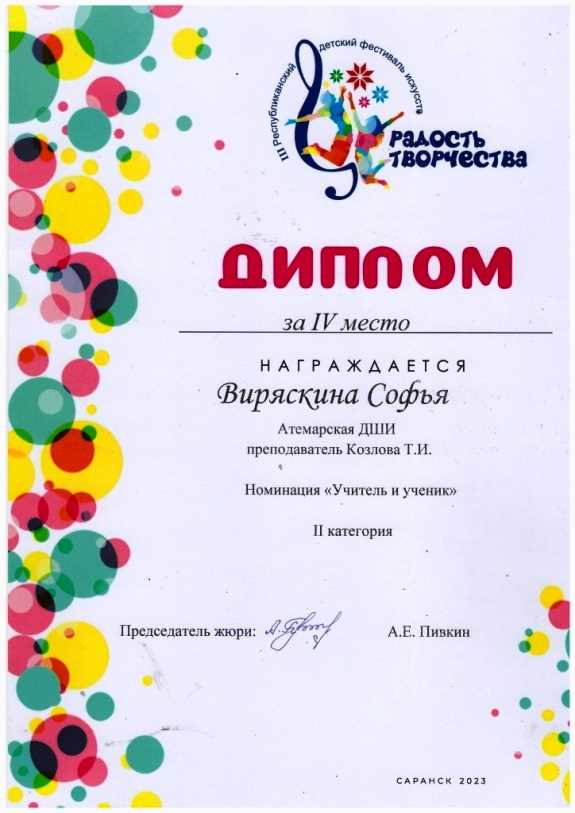 III Республиканский детский фестиваль искусств
РАДОСТЬ
ТВОРЧЕСТВА
ДИПЛОМ
за IV место
НАГРАЖДАЕТСЯ
Виряскина Софья
Атемарская ДШИ
преподаватель Козлова Т.И.
Номинация «Учитель и ученик»
II категория
Председатель жюри:
А.Е. Пивкин
САРАНСК 2023